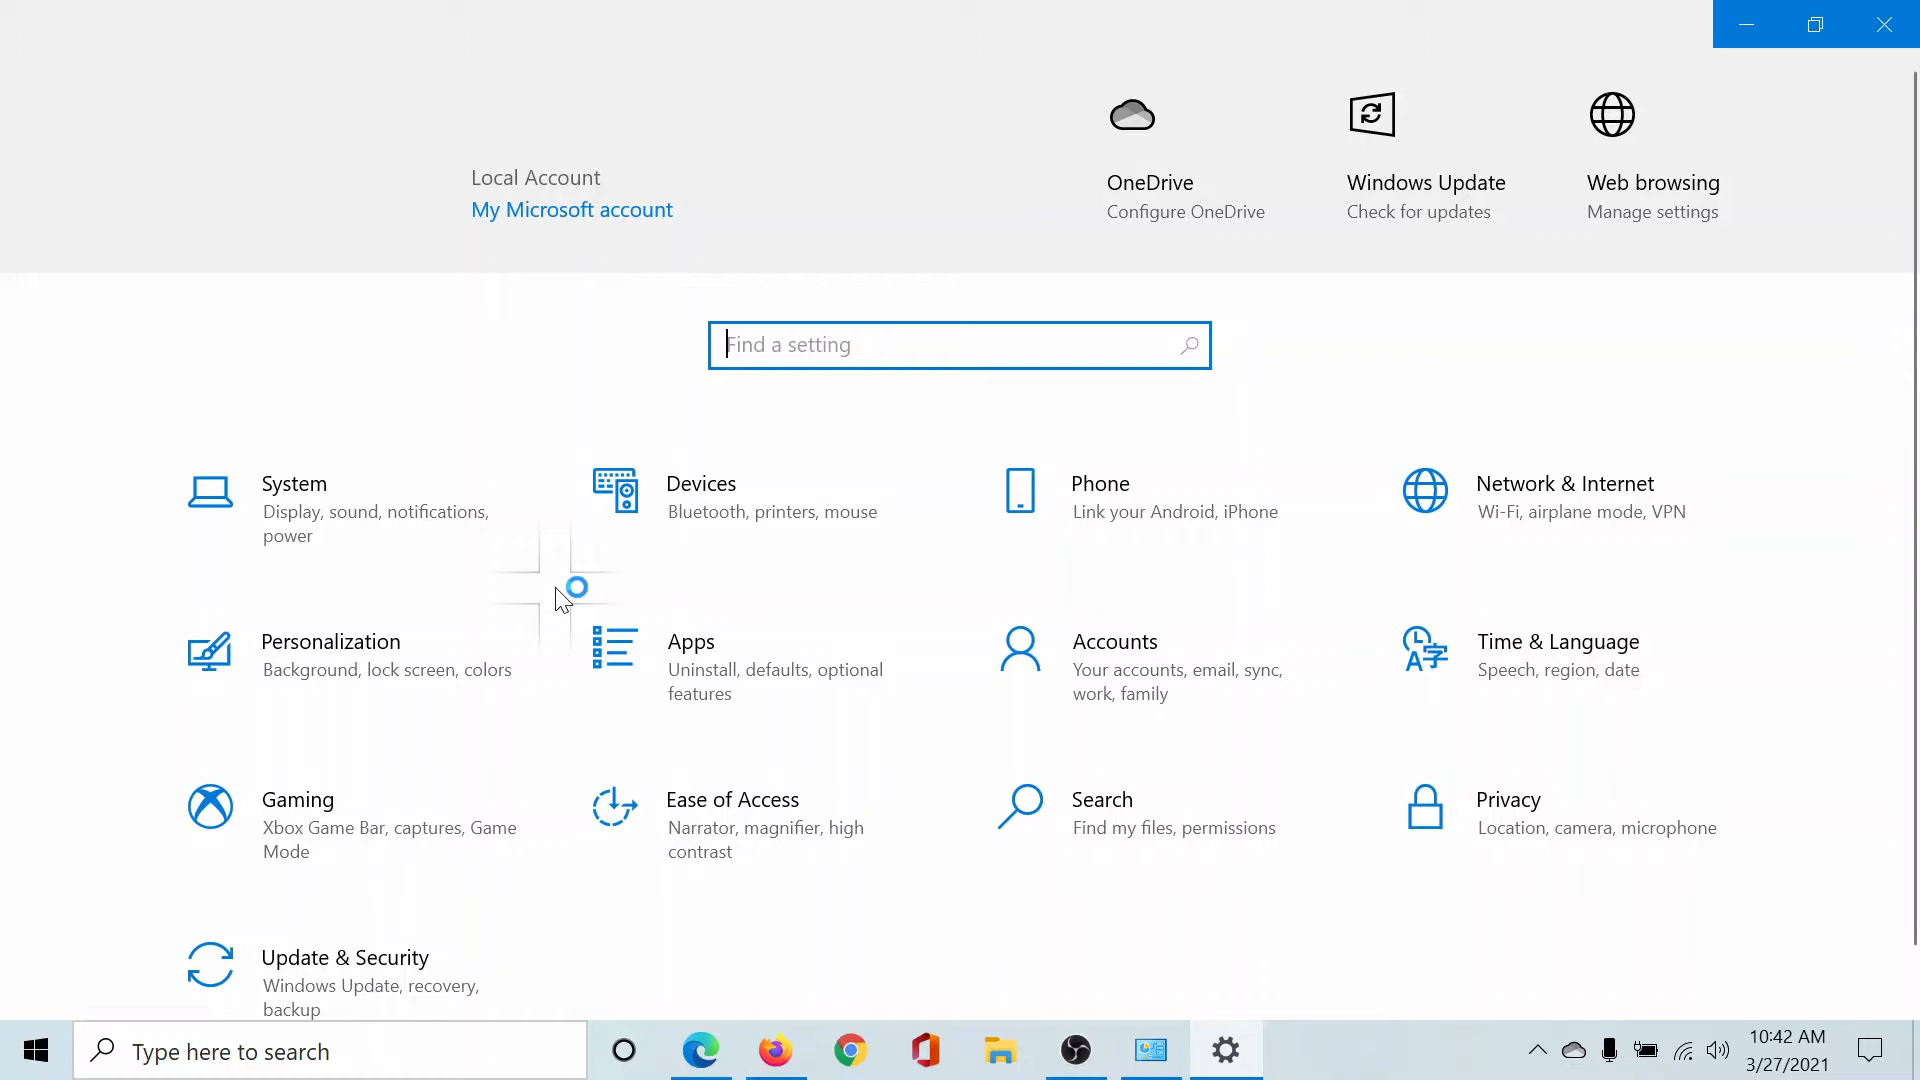 Local Account
My Microsoft account
OneDrive
Configure OneDrive
Windows Update
Check for updates
Web browsing
Manage settings
Find a setting
System
Display, sound, notifications,
power
Devices
Bluetooth, printers, mouse
Phone
Link your Android, iPhone
Network & Internet
Wi-Fi, airplane mode, VPN
Personalization
Background, lock screen, colors
Apps
Uninstall, defaults, optional
features
Accounts
Your accounts, email, sync,
work, family
Time & Language
Speech, region, date
Gaming
Xbox Game Bar, captures, Game
Mode
Ease of Access
Narrator, magnifier, high
contrast
Search
Find my files, permissions
Privacy
Location, camera, microphone
Update & Security
Windows Update, recovery,
backup
Type here to search
10:42 AM
3/27/2021